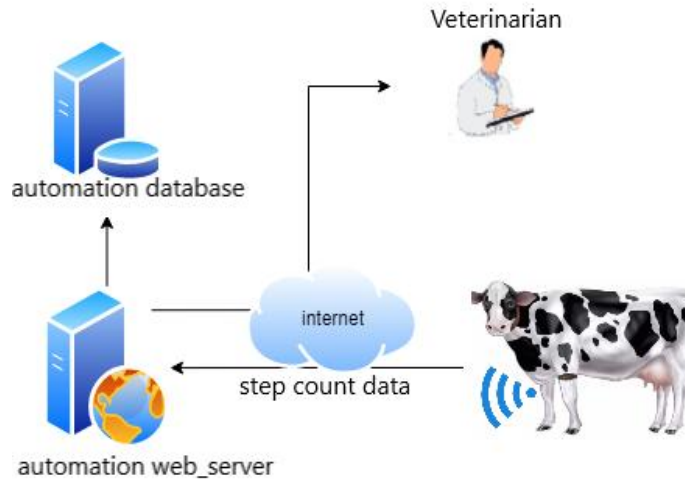 Veterinarian
automation database
internet
step count data
automation web_server